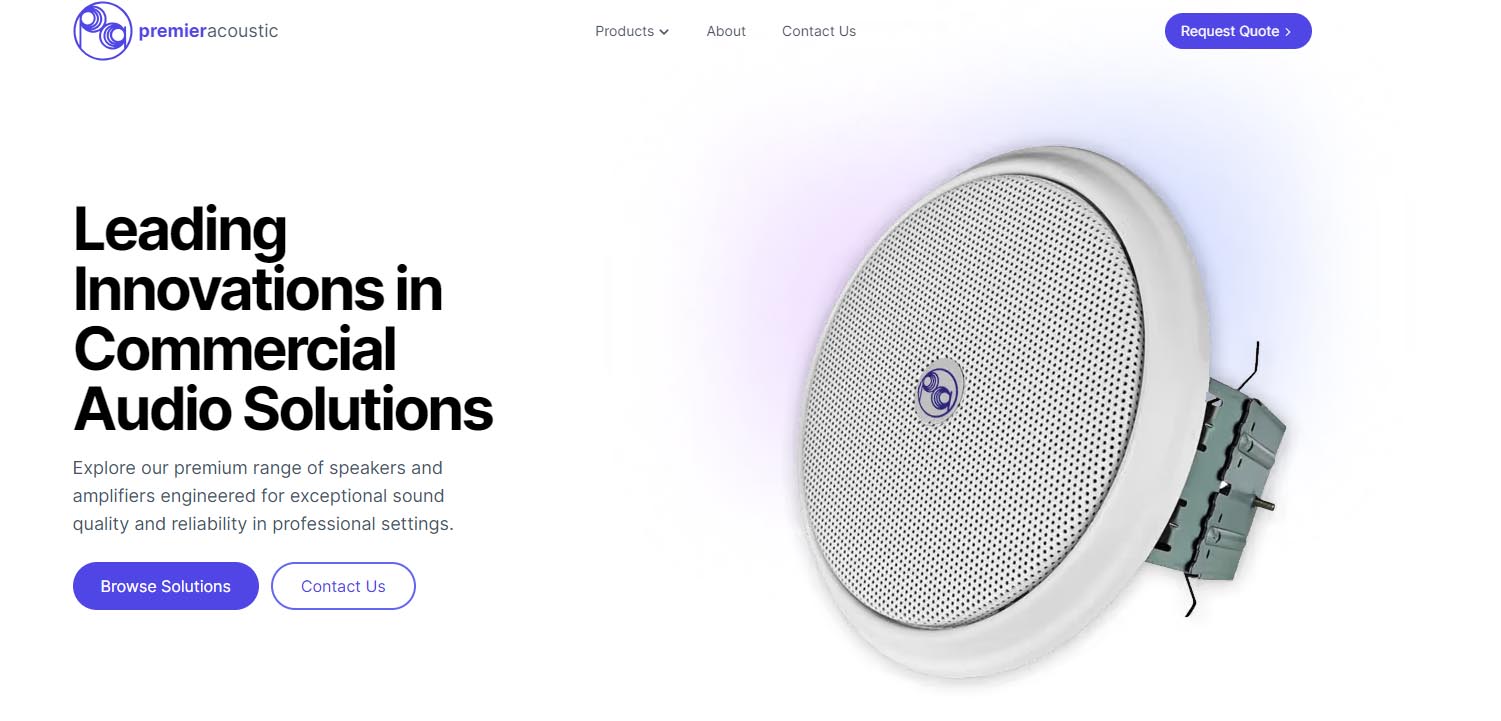 premieracoustic
Products
About
Contact Us
Request Quote
Leading
Innovations in
Commercial
Audio Solutions
Explore our premium range of speakers and
amplifiers engineered for exceptional sound
quality and reliability in professional settings.
Browse Solutions
Contact Us